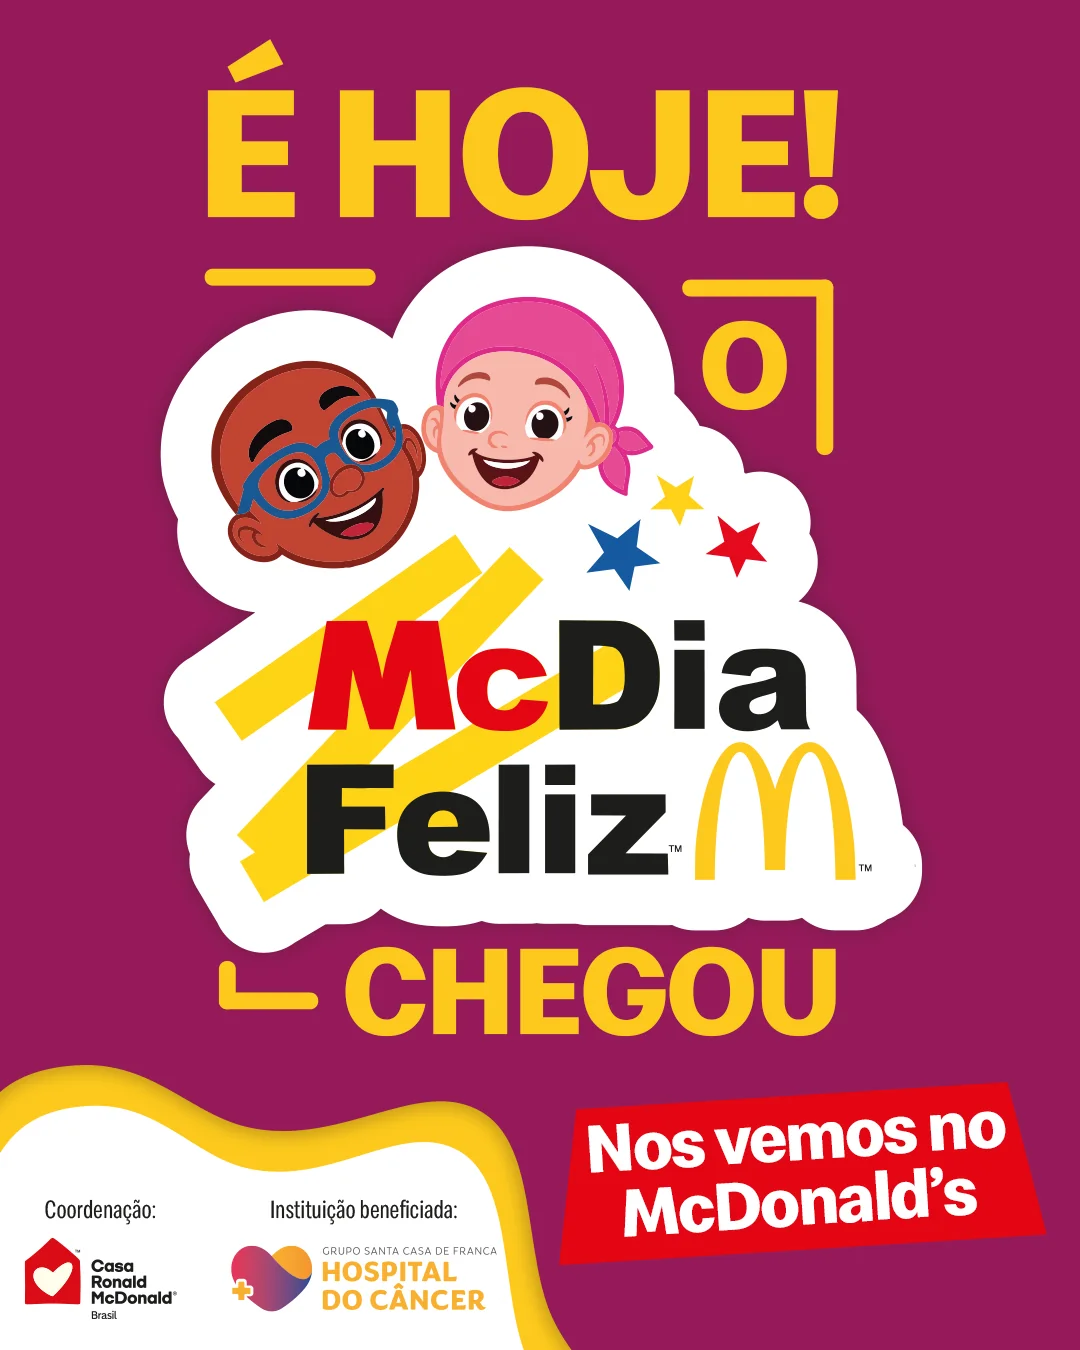 É HOJE!
O
McDia
Feliz™
™
CHEGOU
Nos vemos no
McDonald's
Coordenação:
Casa
Ronald
McDonald®
Brasil
™
Instituição beneficiada:
GRUPO SANTA CASA DE FRANCA
HOSPITAL
DO CÂNCER